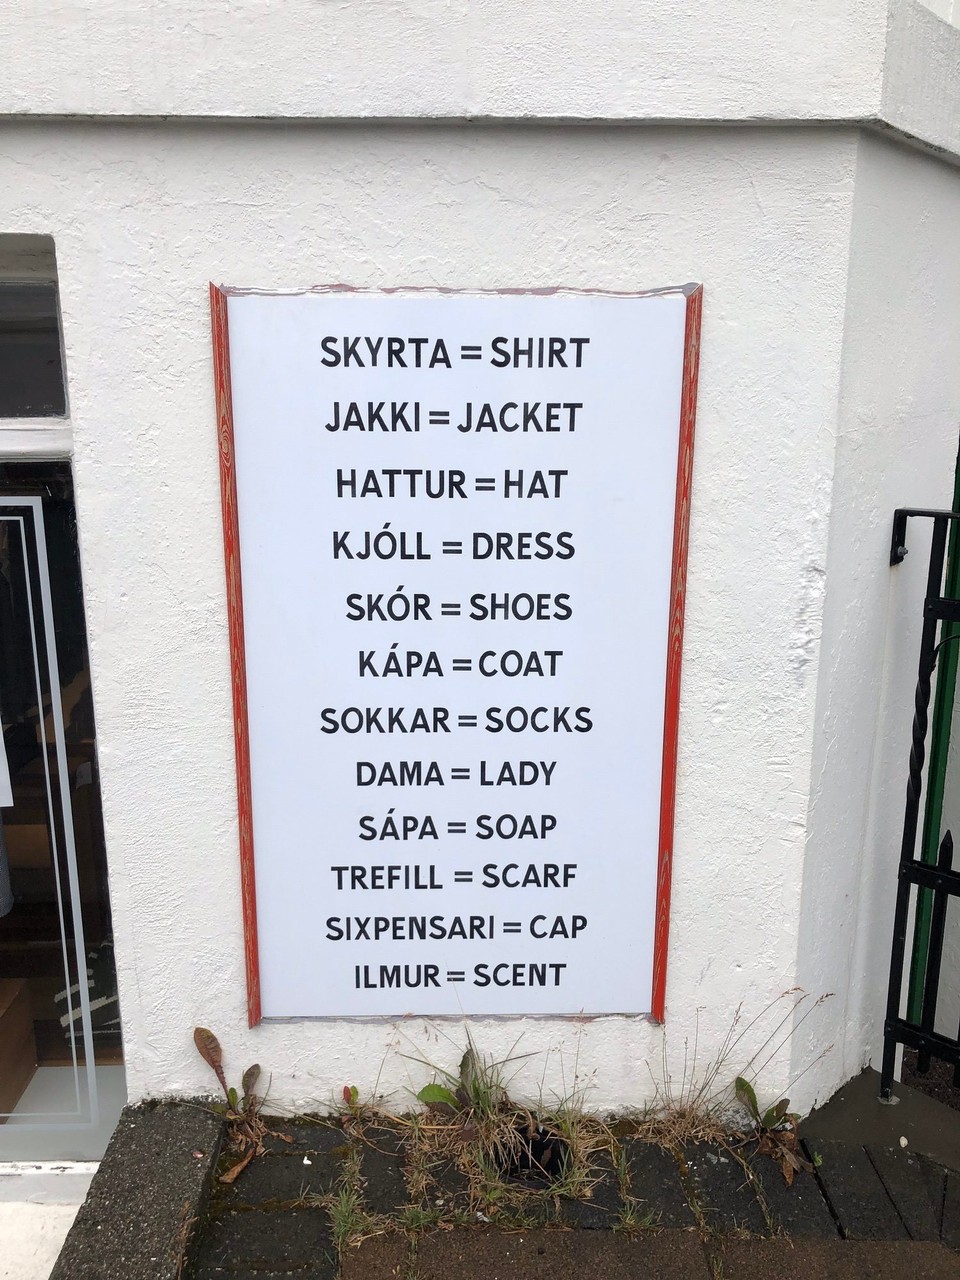 SKYRTA = SHIRT
JAKKI = JACKET
HATTUR = HAT
KJÓLL = DRESS
SKÓR = SHOES
KÁPA = COAT
SOKKAR = SOCKS
DAMA = LADY
SÁPA = SOAP
TREFILL = SCARF
SIXPENSARI = CAP
ILMUR = SCENT